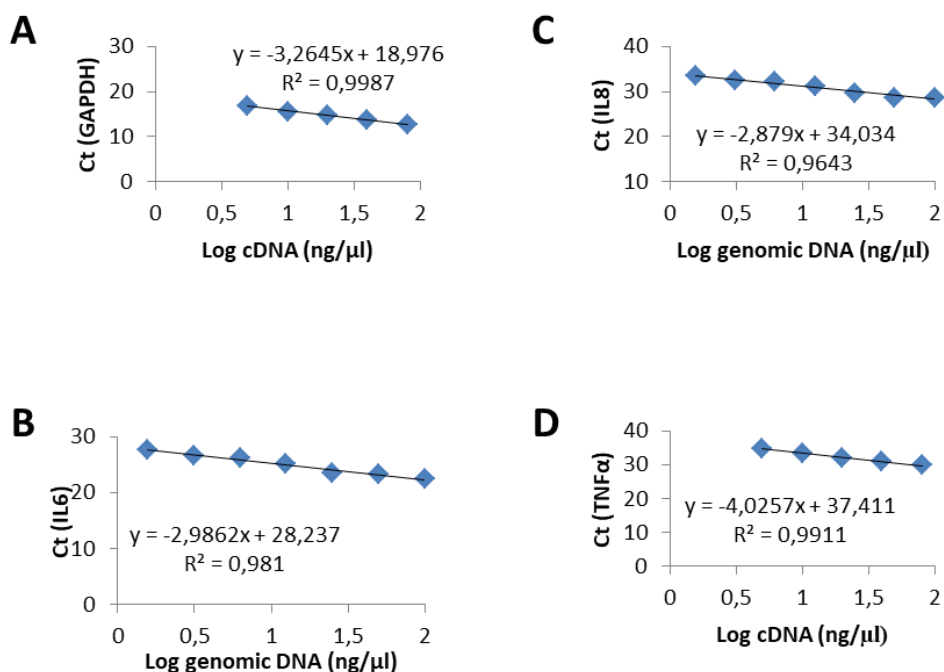 A
Ct (GAPDH)
30
20
10
0
y = -3,2645x + 18,976
R² = 0,9987
0 0,5 1 1,5 2
Log cDNA (ng/µl)
C
Ct (IL8)
40
30
20
10
y = -2,879x + 34,034
R² = 0,9643
0 0,5 1 1,5 2
Log genomic DNA (ng/µl)
B
Ct (IL6)
30
20
10
0
y = -2,9862x + 28,237
R² = 0,981
0 0,5 1 1,5 2
Log genomic DNA (ng/µl)
D
Ct (TNFα)
40
30
20
10
0
y = -4,0257x + 37,411
R² = 0,9911
0 0,5 1 1,5 2
Log cDNA (ng/µl)